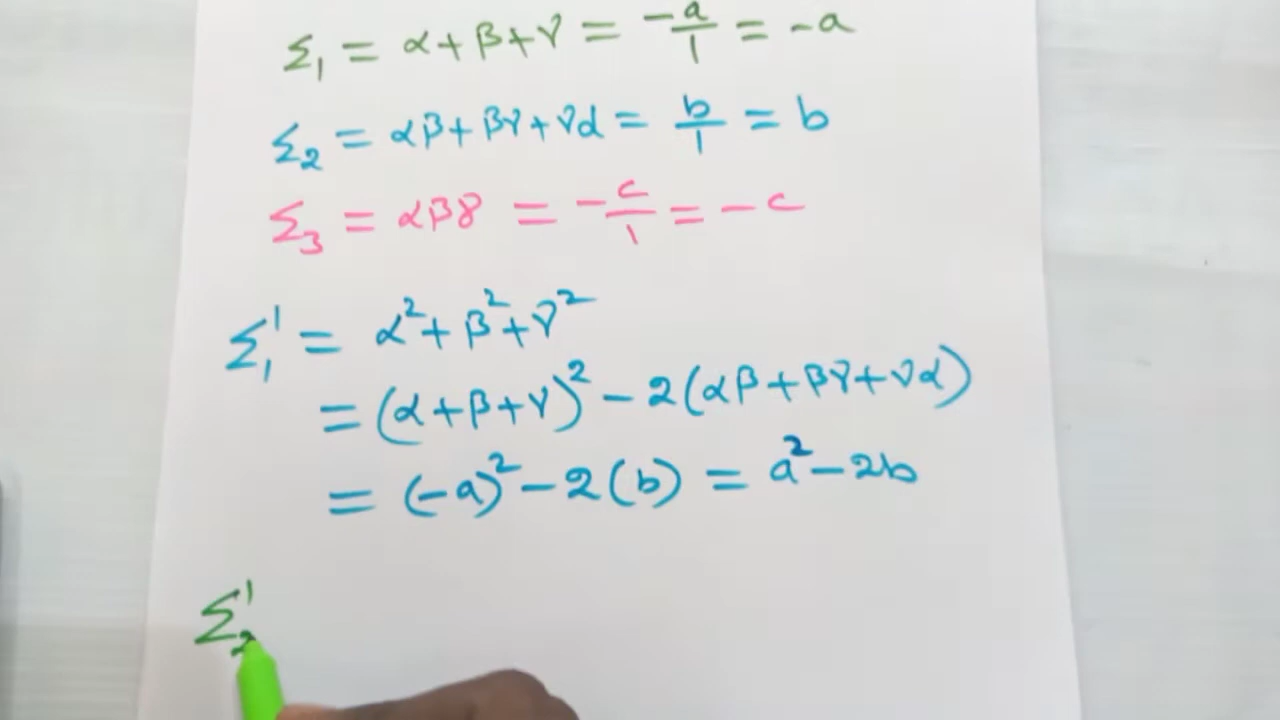 Σ₁ = α+β+γ = -a/1 = -a
Σ₂ = αβ+βγ+γα = b/1 = b
Σ₃ = αβγ = -c/1 = -c
Σ₁' = α²+β²+γ²
= (α+β+γ)² - 2(αβ+βγ+γα)
= (-a)² - 2(b) = a² - 2b
Σ₂'